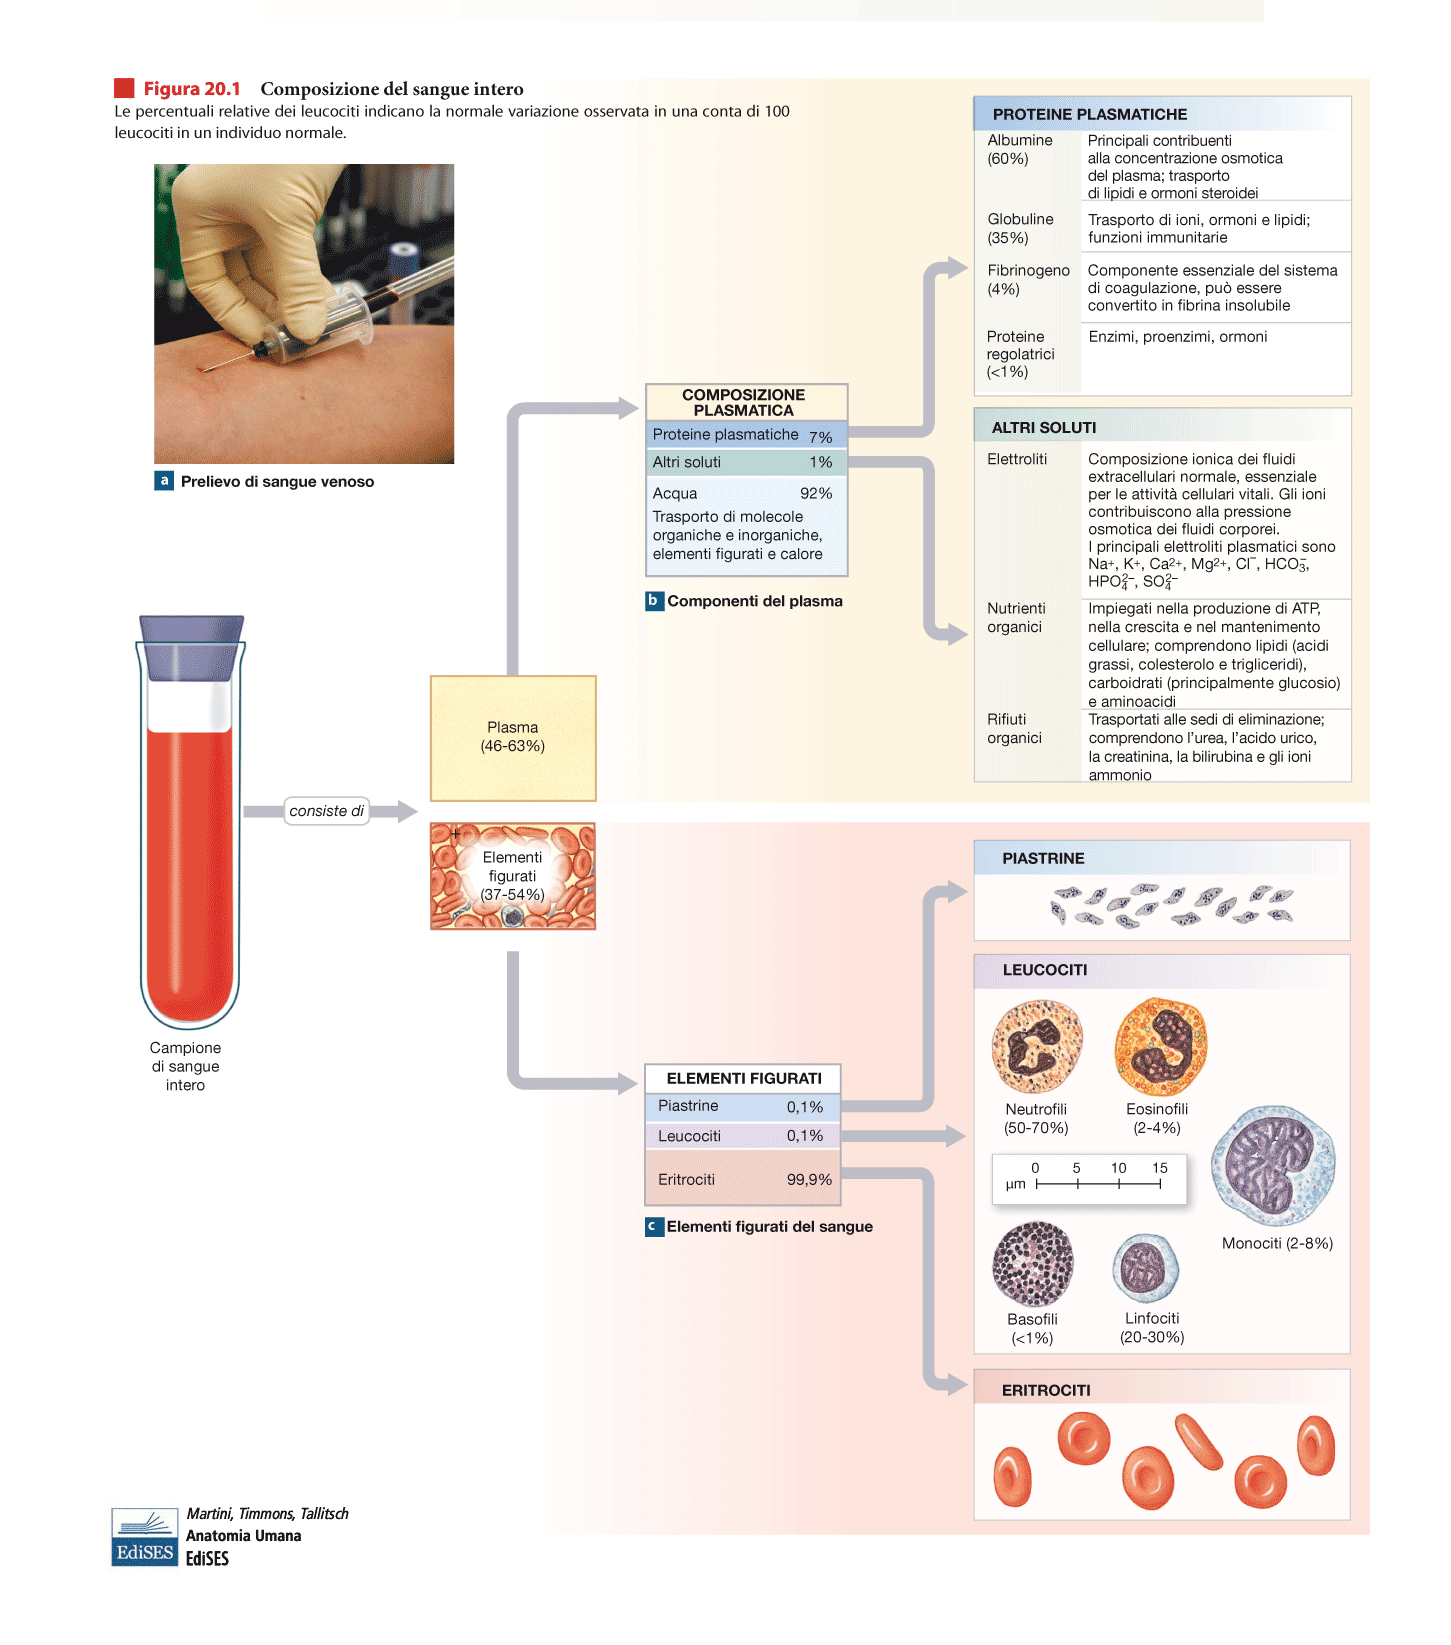 Figura 20.1 Composizione del sangue intero
Le percentuali relative dei leucociti indicano la normale variazione osservata in una conta di 100
leucociti in un individuo normale.
a Prelievo di sangue venoso
Campione
di sangue
intero
consiste di
Plasma
(46-63%)
Elementi
figurati
(37-54%)
COMPOSIZIONE
PLASMATICA
Proteine plasmatiche 7%
Altri soluti 1%
Acqua 92%
Trasporto di molecole
organiche e inorganiche,
elementi figurati e calore
b Componenti del plasma
PROTEINE PLASMATICHE
Albumine
(60%)
Principali contribuenti
alla concentrazione osmotica
del plasma; trasporto
di lipidi e ormoni steroidei
Globuline
(35%)
Trasporto di ioni, ormoni e lipidi;
funzioni immunitarie
Fibrinogeno
(4%)
Componente essenziale del sistema
di coagulazione, può essere
convertito in fibrina insolubile
Proteine
regolatrici
(<1%)
Enzimi, proenzimi, ormoni
ALTRI SOLUTI
Elettroliti
Composizione ionica dei fluidi
extracellulari normale, essenziale
per le attività cellulari vitali. Gli ioni
contribuiscono alla pressione
osmotica dei fluidi corporei.
I principali elettroliti plasmatici sono
Na+, K+, Ca2+, Mg2+, Cl−, HCO3−,
HPO42−, SO42−
Nutrienti
organici
Impiegati nella produzione di ATP,
nella crescita e nel mantenimento
cellulare; comprendono lipidi (acidi
grassi, colesterolo e trigliceridi),
carboidrati (principalmente glucosio)
e aminoacidi
Rifiuti
organici
Trasportati alle sedi di eliminazione;
comprendono l'urea, l'acido urico,
la creatinina, la bilirubina e gli ioni
ammonio
ELEMENTI FIGURATI
Piastrine 0,1%
Leucociti 0,1%
Eritrociti 99,9%
c Elementi figurati del sangue
PIASTRINE
LEUCOCITI
Neutrofili
(50-70%)
Eosinofili
(2-4%)
0 5 10 15
µm
Monociti (2-8%)
Basofili
(<1%)
Linfociti
(20-30%)
ERITROCITI
EdiSES
Martini, Timmons, Tallitsch
Anatomia Umana
EdiSES